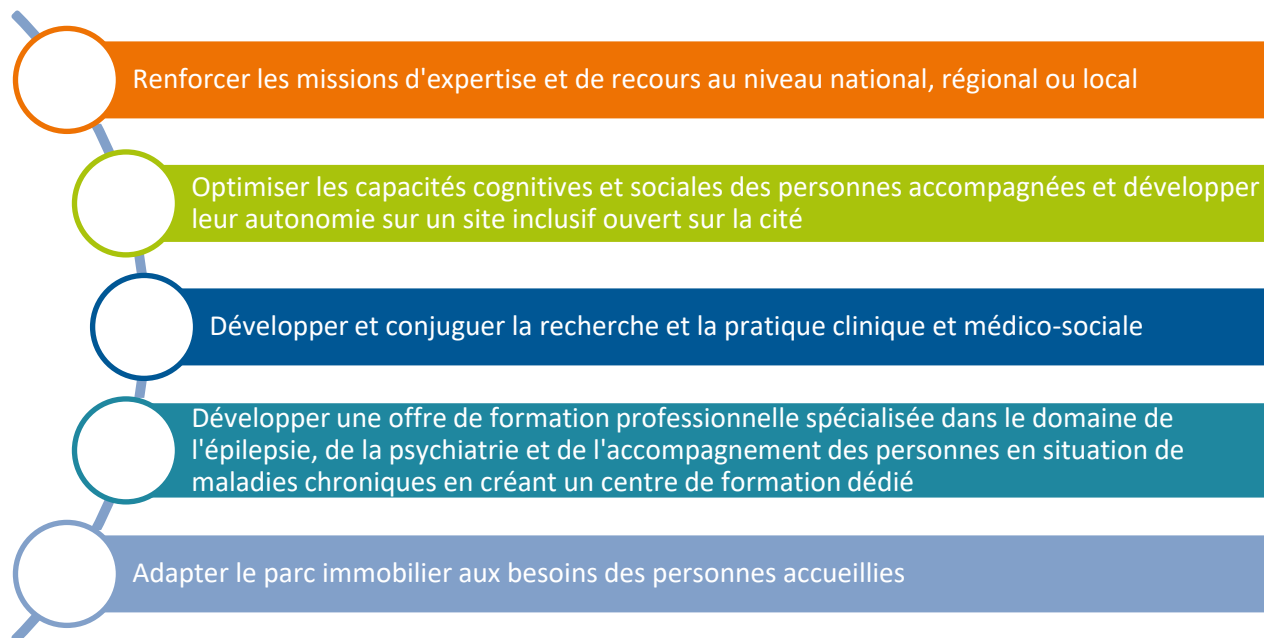 Renforcer les missions d'expertise et de recours au niveau national, régional ou local
Optimiser les capacités cognitives et sociales des personnes accompagnées et développer
leur autonomie sur un site inclusif ouvert sur la cité
Développer et conjuguer la recherche et la pratique clinique et médico-sociale
Développer une offre de formation professionnelle spécialisée dans le domaine de
l'épilepsie, de la psychiatrie et de l'accompagnement des personnes en situation de
maladies chroniques en créant un centre de formation dédié
Adapter le parc immobilier aux besoins des personnes accueillies